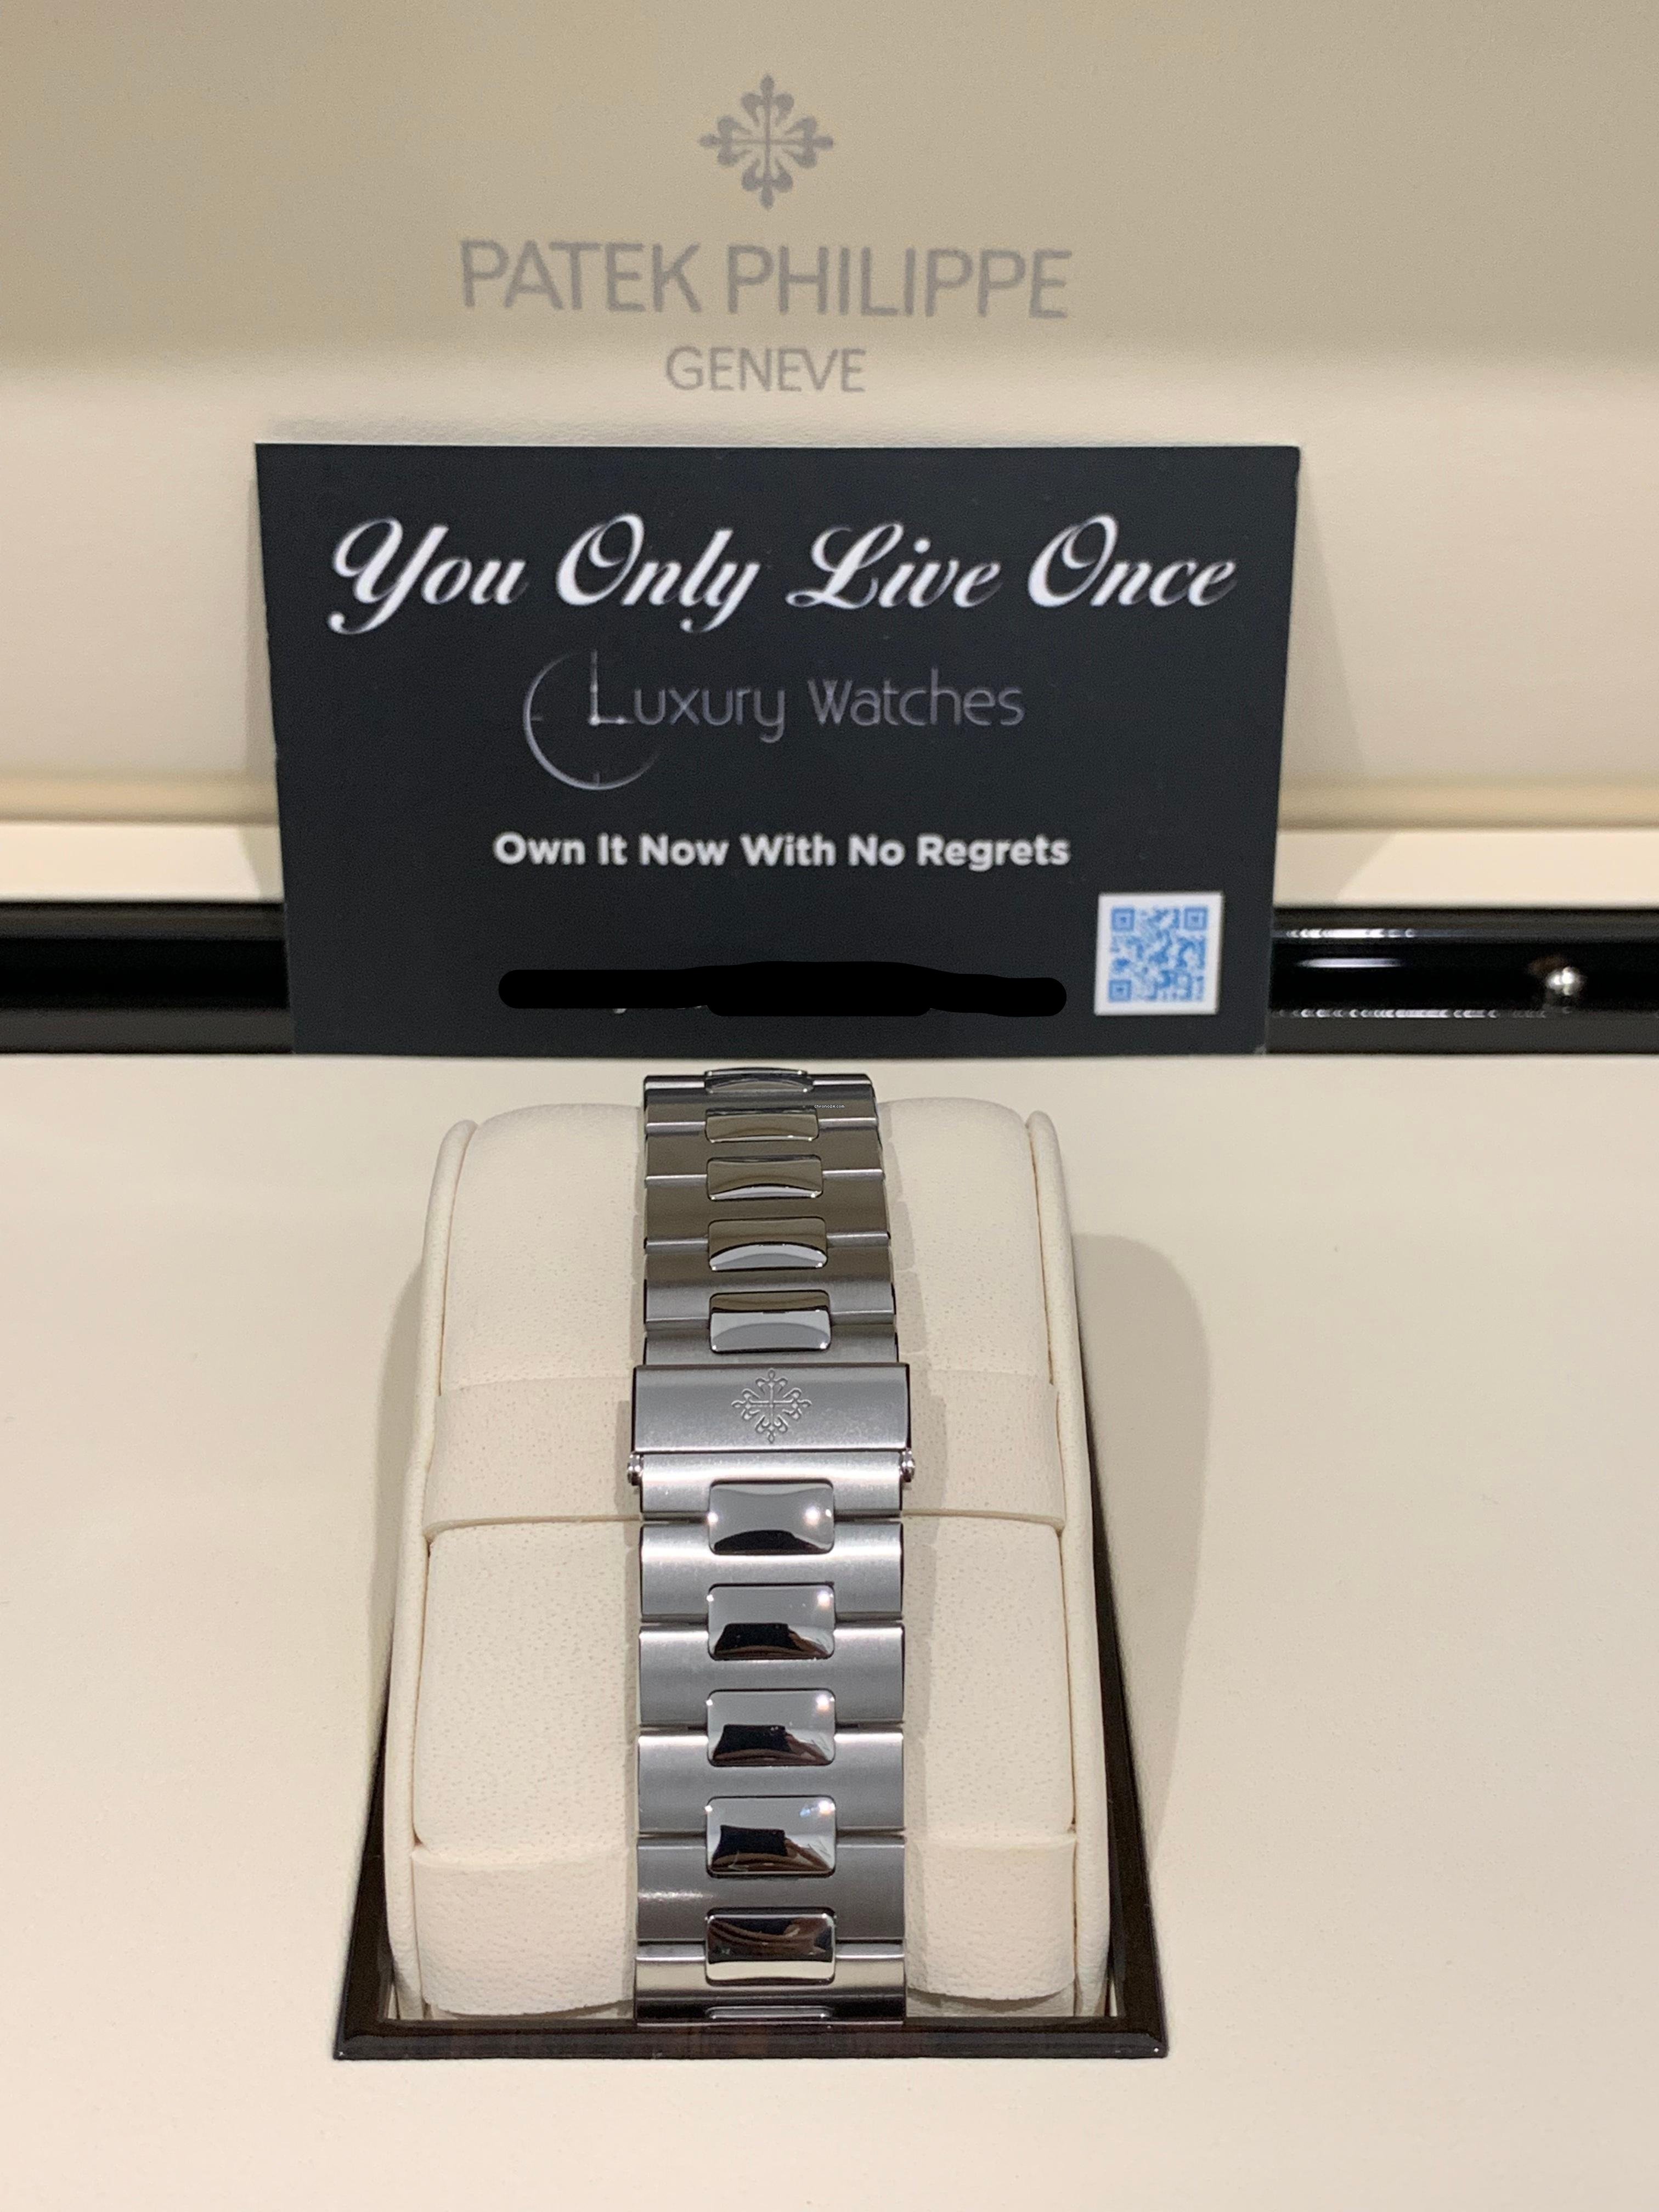 PATEK PHILIPPE
GENEVE
You Only Live Once
Luxury Watches
Own It Now With No Regrets